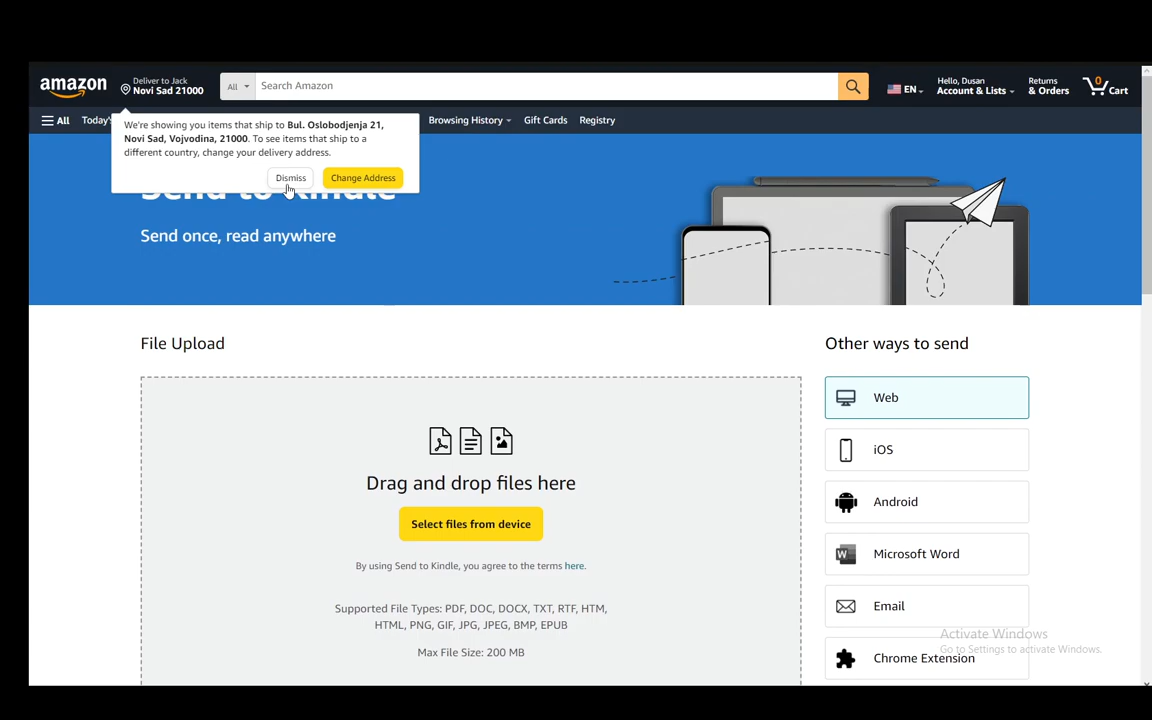 amazon
Deliver to Jack
Novi Sad 21000
All
Search Amazon
EN
Hello, Dusan
Account & Lists
Returns
& Orders
0
Cart
All
Today's
Browsing History
Gift Cards
Registry
We're showing you items that ship to Bul. Oslobodjenja 21,
Novi Sad, Vojvodina, 21000. To see items that ship to a
different country, change your delivery address.
Dismiss
Change Address
Send to Kindle
Send once, read anywhere
File Upload
Drag and drop files here
Select files from device
By using Send to Kindle, you agree to the terms here.
Supported File Types: PDF, DOC, DOCX, TXT, RTF, HTM,
HTML, PNG, GIF, JPG, JPEG, BMP, EPUB
Max File Size: 200 MB
Other ways to send
Web
iOS
Android
W
Microsoft Word
Email
Chrome Extension
Activate Windows
Go to Settings to activate Windows.